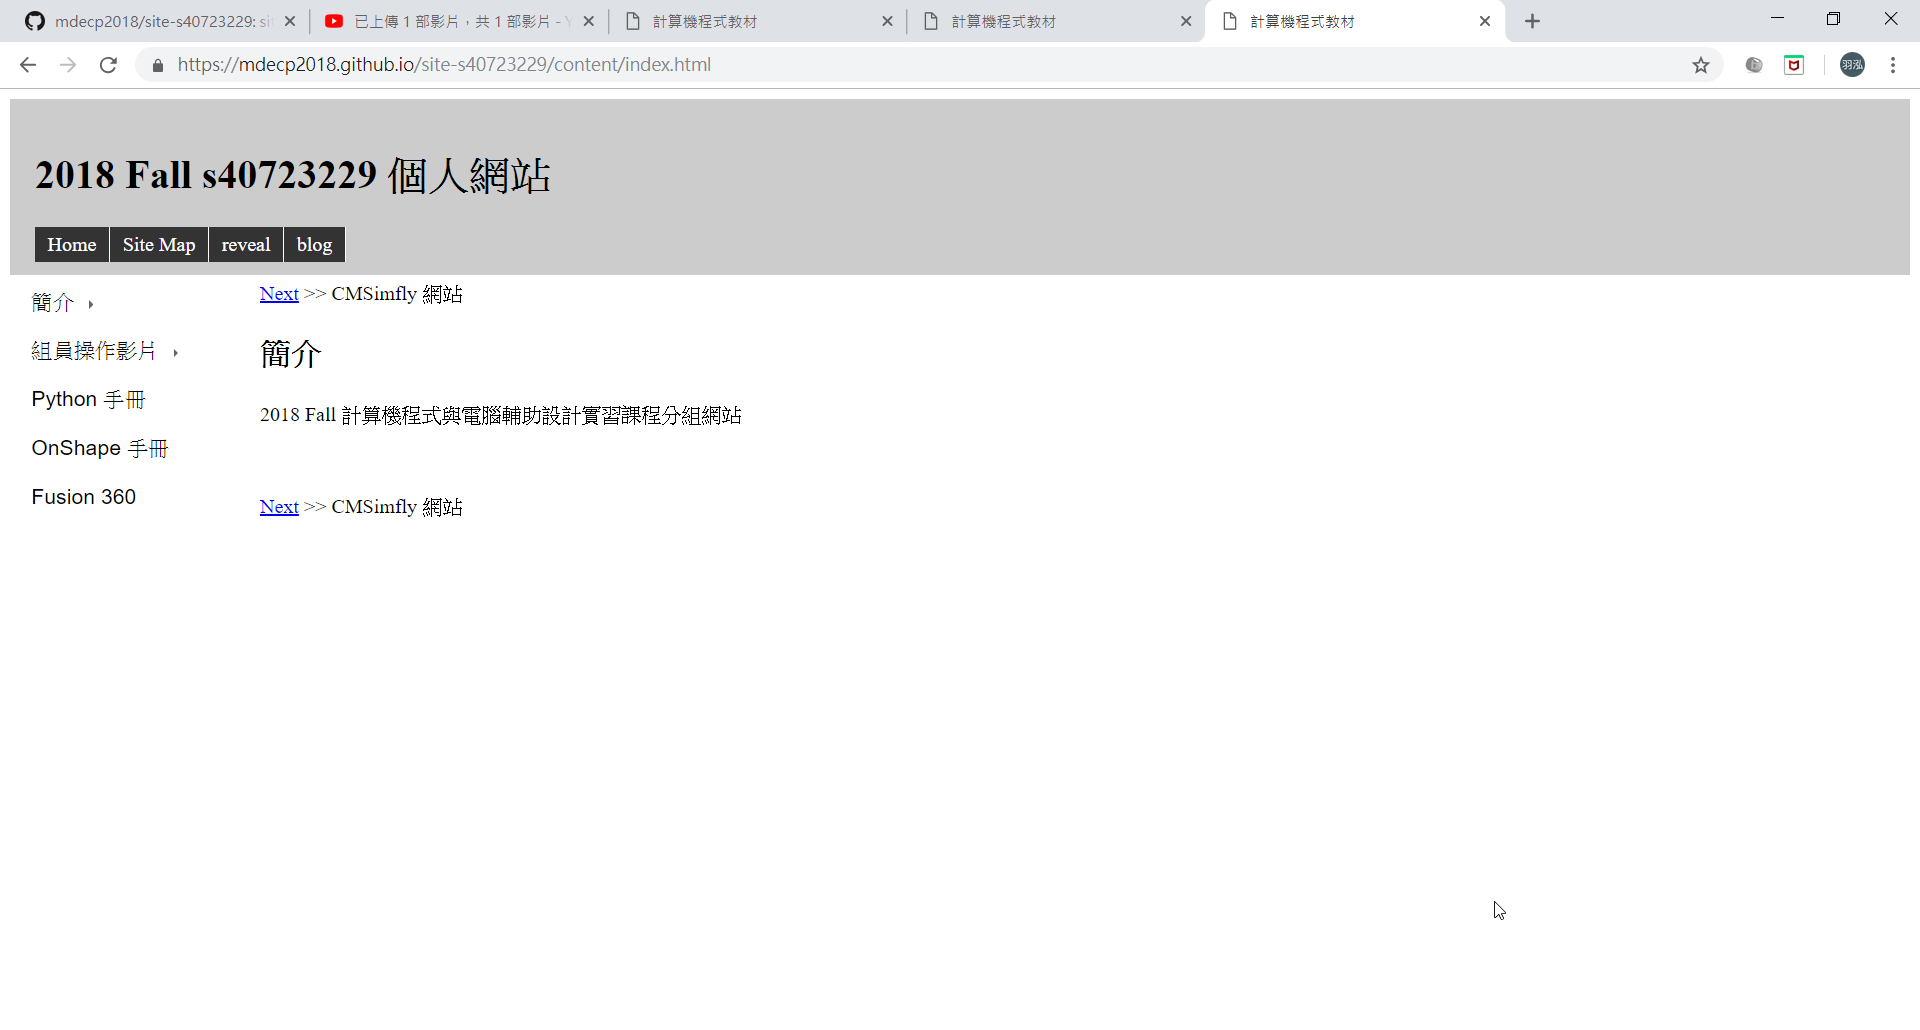 mdecp2018/site-s40723229: si
已上傳 1 部影片，共 1 部影片 - Y
計算機程式教材
計算機程式教材
計算機程式教材
https://mdecp2018.github.io/site-s40723229/content/index.html
羽泓
2018 Fall s40723229 個人網站
Home
Site Map
reveal
blog
簡介
組員操作影片
Python 手冊
OnShape 手冊
Fusion 360
Next >> CMSimfly 網站
簡介
2018 Fall 計算機程式與電腦輔助設計實習課程分組網站
Next >> CMSimfly 網站